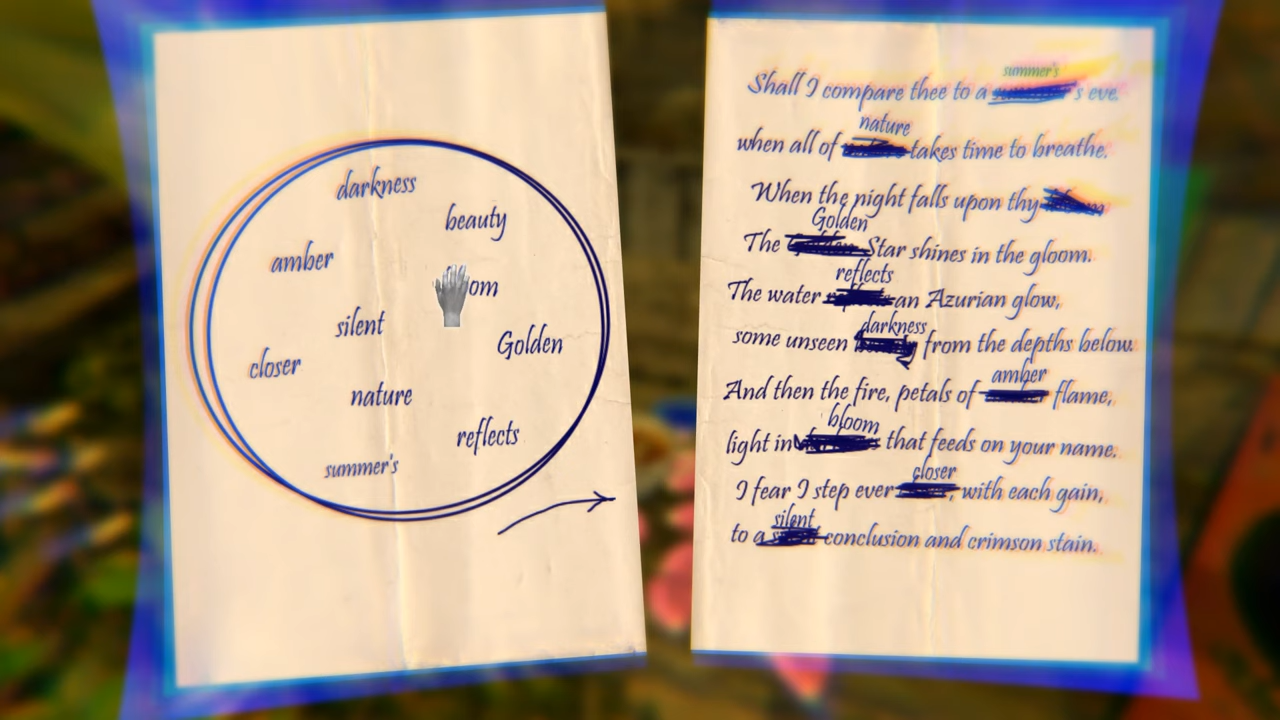 darkness
beauty
amber
silent
Golden
closer
nature
reflects
summer's
summer's
Shall I compare thee to a 's eve.
nature
when all of takes time to breathe.
When the night falls upon thy
Golden
The Star shines in the gloom.
reflects
The water an Azurian glow,
darkness
some unseen from the depths below.
amber
And then the fire, petals of flame,
bloom
light in that feeds on your name.
closer
I fear I step ever , with each gain,
silent
to a conclusion and crimson stain.